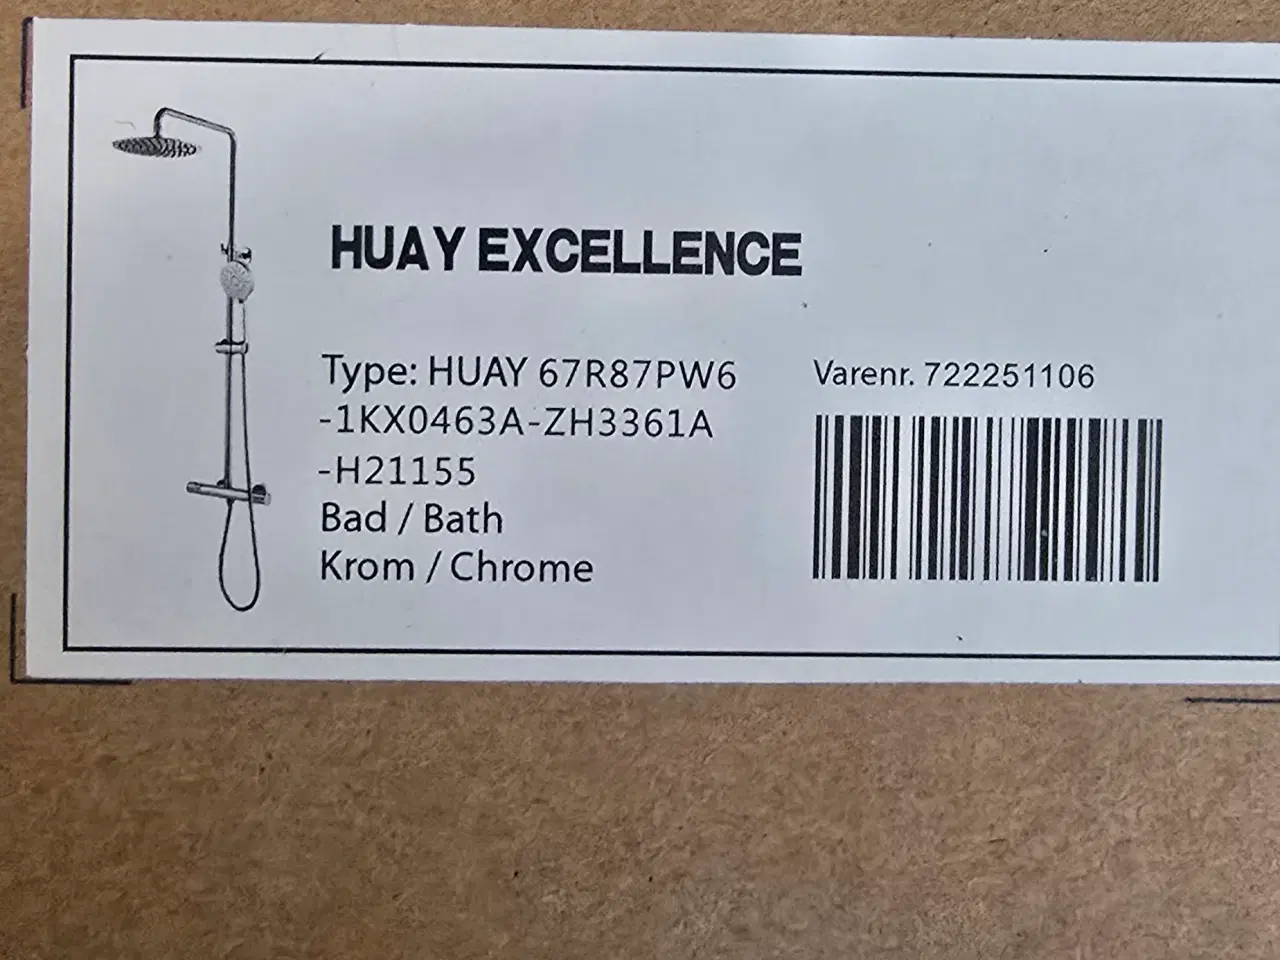 HUAY EXCELLENCE
Type: HUAY 67R87PW6
-1KX0463A-ZH3361A
-H21155
Bad / Bath
Krom / Chrome
Varenr. 722251106